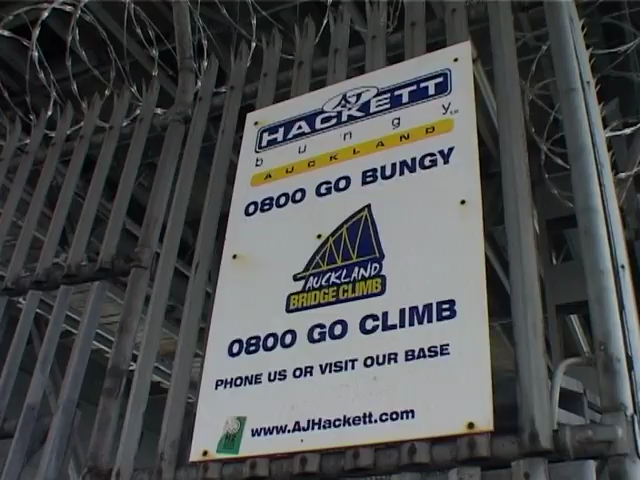 AJ
HACKETT
bungy
AUCKLAND
0800 GO BUNGY
AUCKLAND
BRIDGE CLIMB
0800 GO CLIMB
PHONE US OR VISIT OUR BASE
www.AJHackett.com